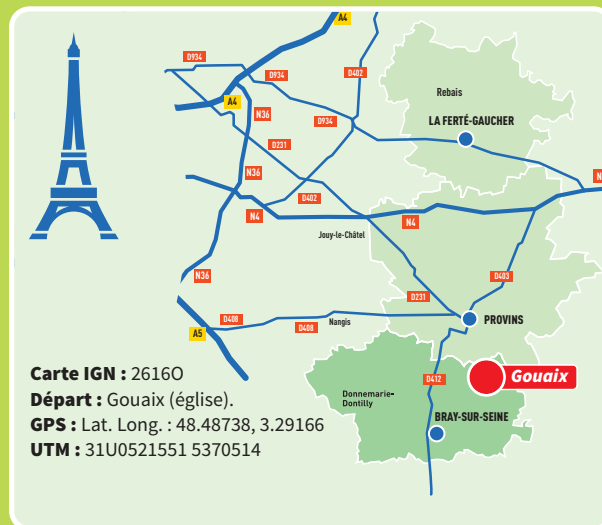 A4
D934
D934
D402
A4
Rebais
N36
D934
LA FERTÉ-GAUCHER
D231
N36
D402
N4
N4
Jouy-le-Châtel
N36
D403
D231
D408
D408
Nangis
PROVINS
A5
Gouaix
D412
Donnemarie-
Dontilly
BRAY-SUR-SEINE
Carte IGN : 2616O
Départ : Gouaix (église).
GPS : Lat. Long. : 48.48738, 3.29166
UTM : 31U0521551 5370514